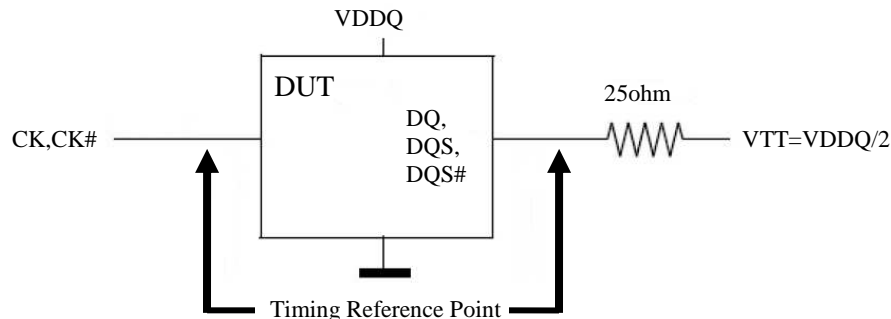 VDDQ
DUT
25ohm
DQ,
DQS,
DQS#
CK,CK#
VTT=VDDQ/2
Timing Reference Point